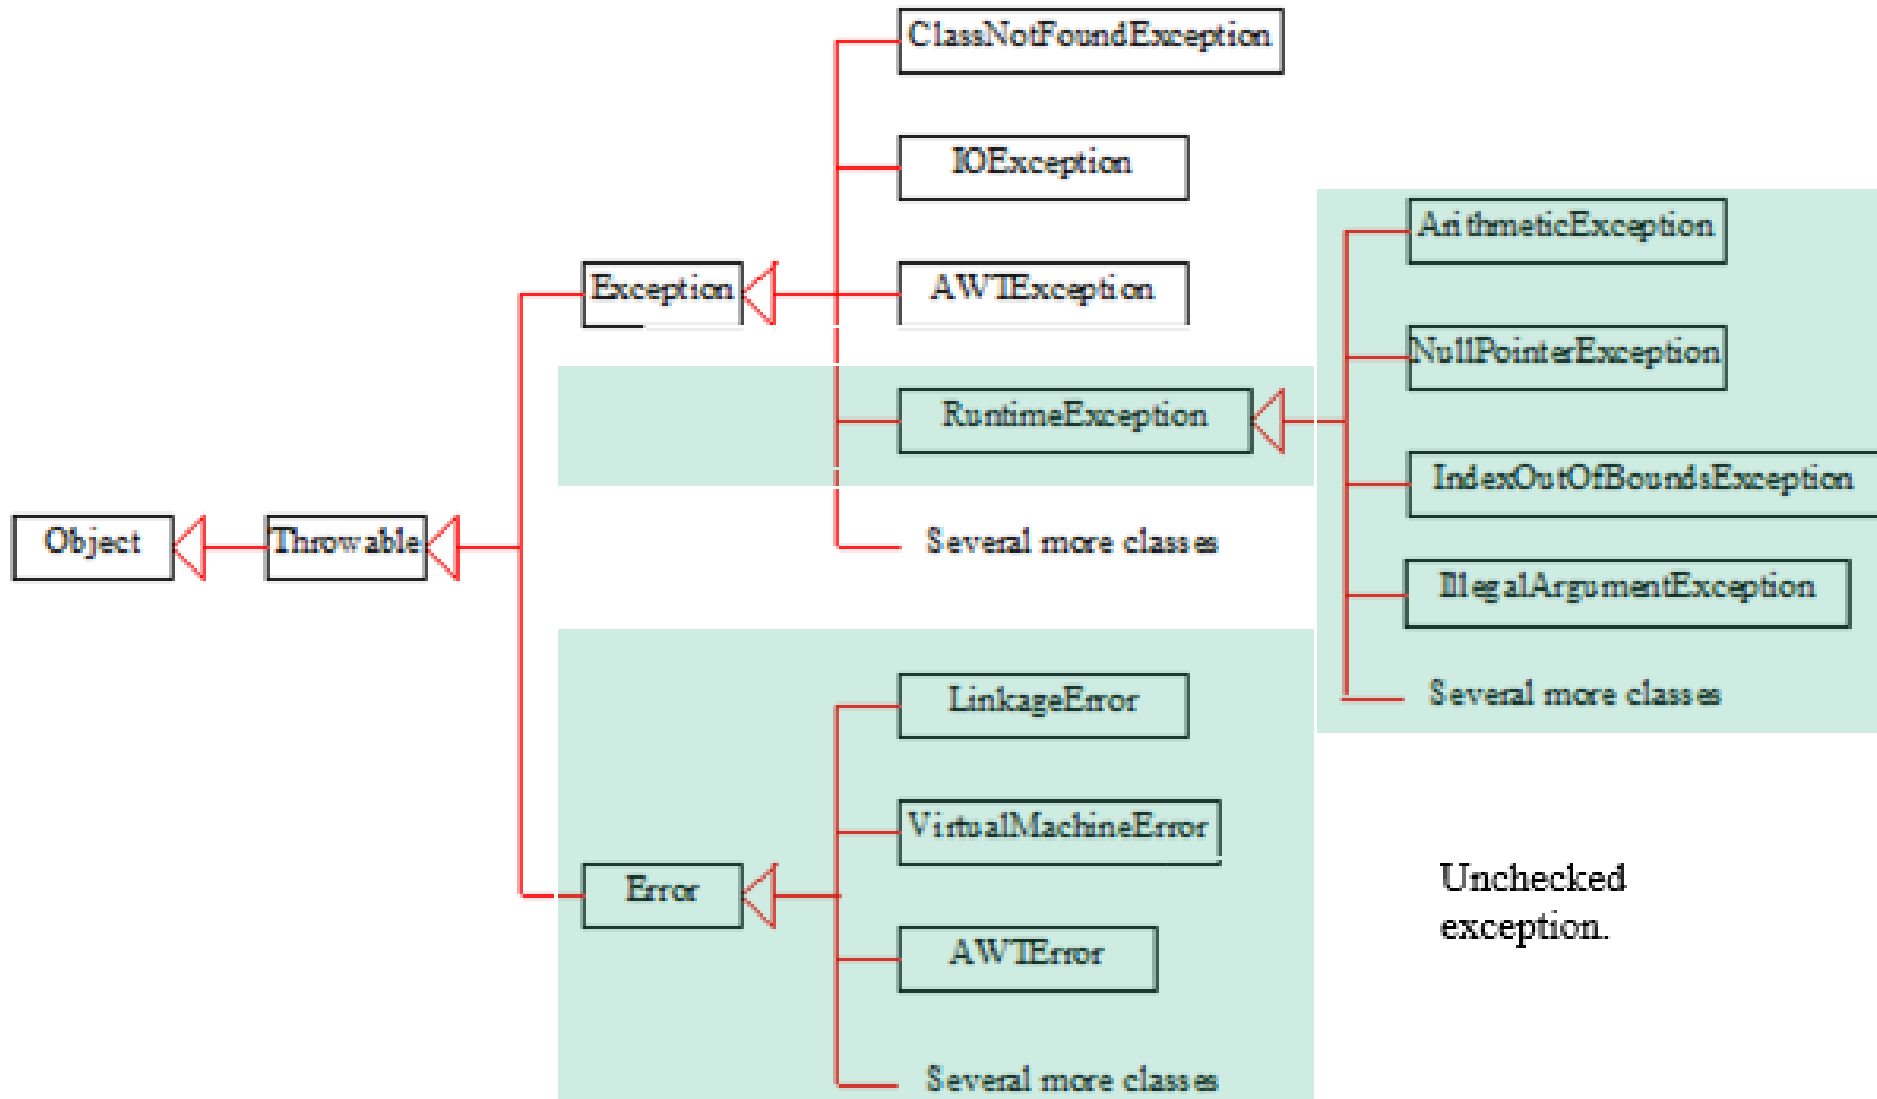 ClassNotFoundException
IOException
ArithmeticException
Exception
AWTException
NullPointerException
RuntimeException
IndexOutOfBoundsException
Object
Throwable
Several more classes
IllegalArgumentException
LinkageError
Several more classes
VirtualMachineError
Error
Unchecked
exception.
AWTError
Several more classes